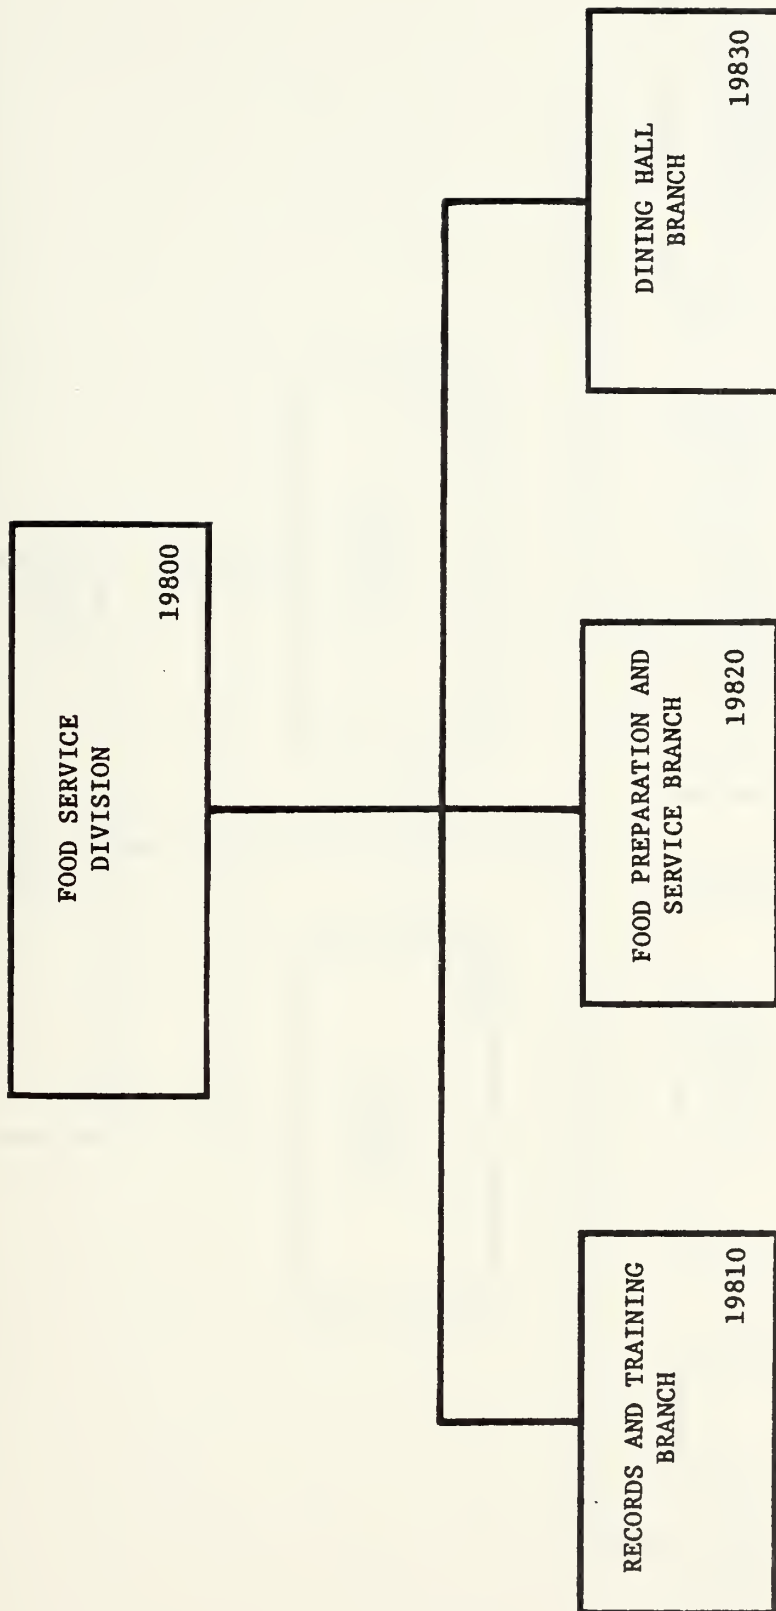 FOOD SERVICE
DIVISION
19800
RECORDS AND TRAINING
BRANCH
19810
FOOD PREPARATION AND
SERVICE BRANCH
19820
DINING HALL
BRANCH
19830